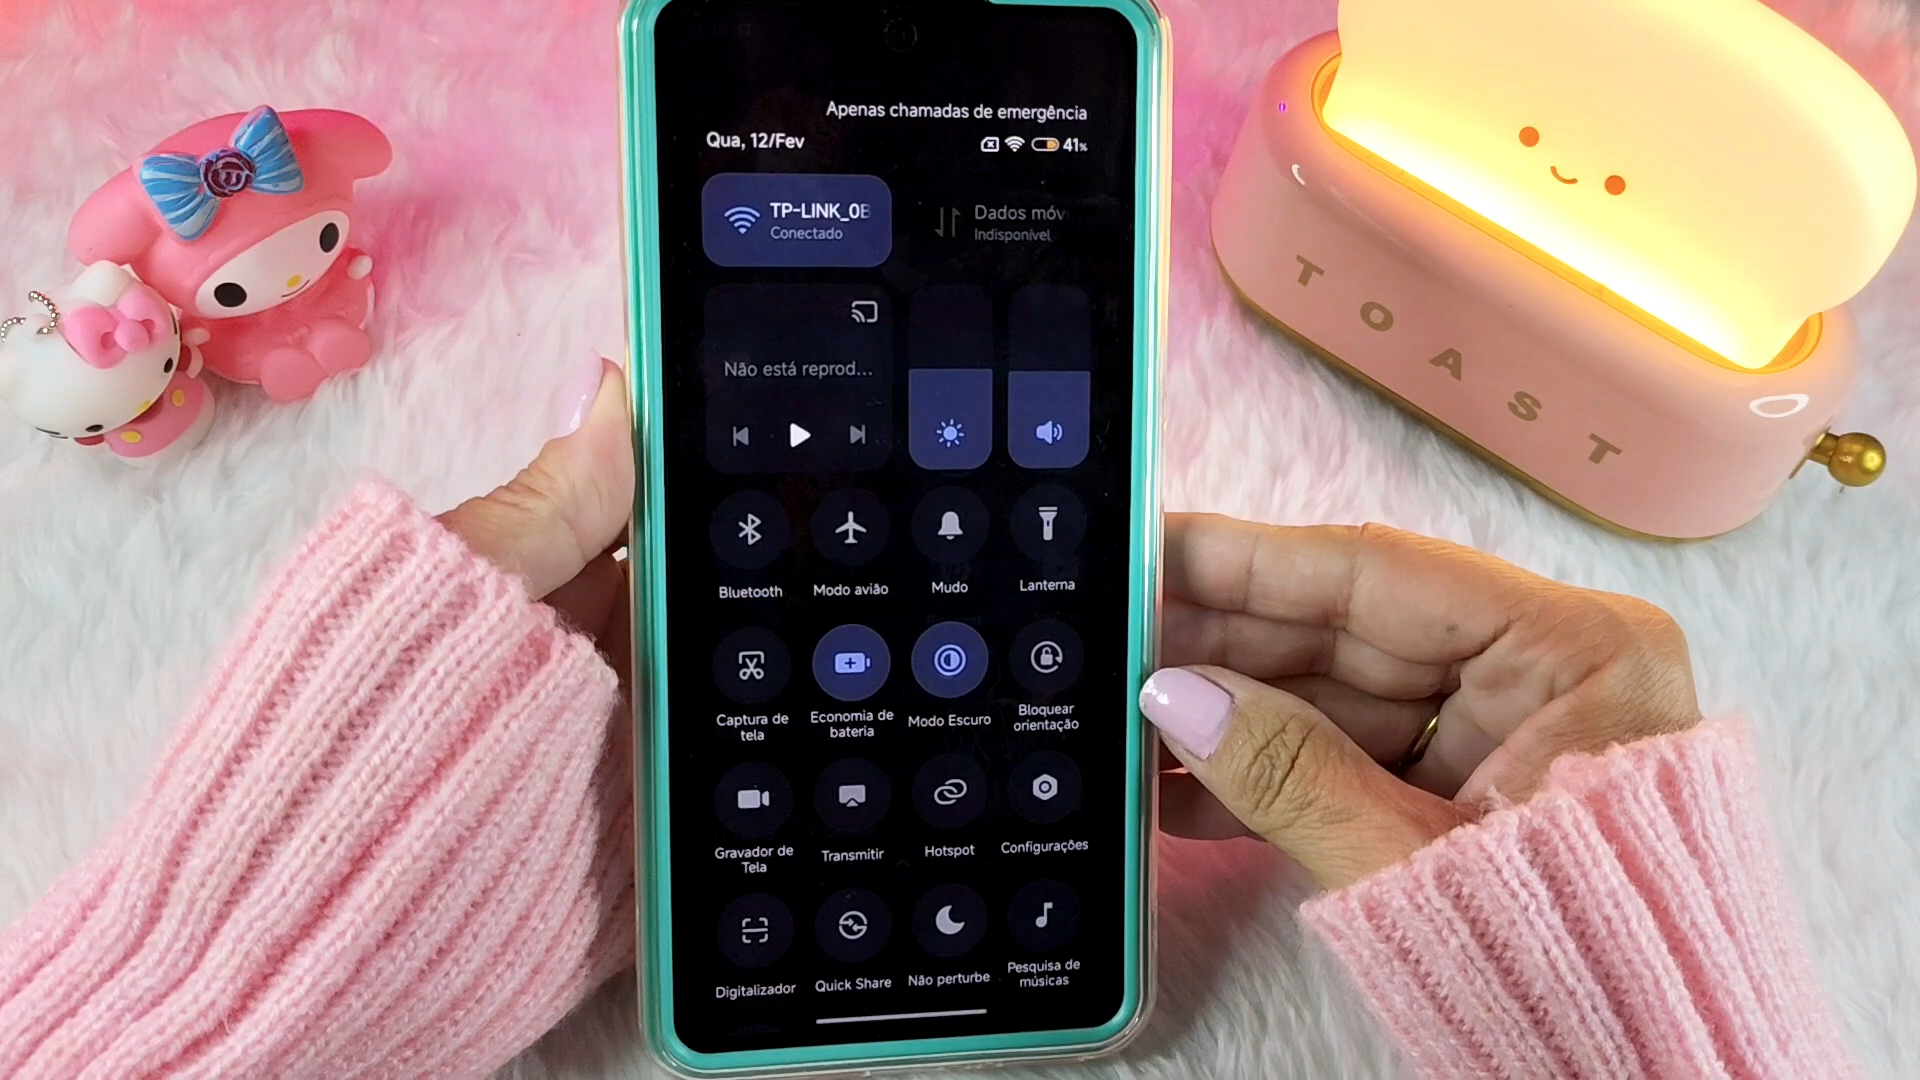 Apenas chamadas de emergência
Qua, 12/Fev
41%
TP-LINK_0E
Conectado
Dados móv
Indisponível
Não está reprod...
Bluetooth
Modo avião
Mudo
Lanterna
Captura de
tela
Economia de
bateria
Modo Escuro
Bloquear
orientação
Gravador de
Tela
Transmitir
Hotspot
Configurações
Digitalizador
Quick Share
Não perturbe
Pesquisa de
músicas
TOAST